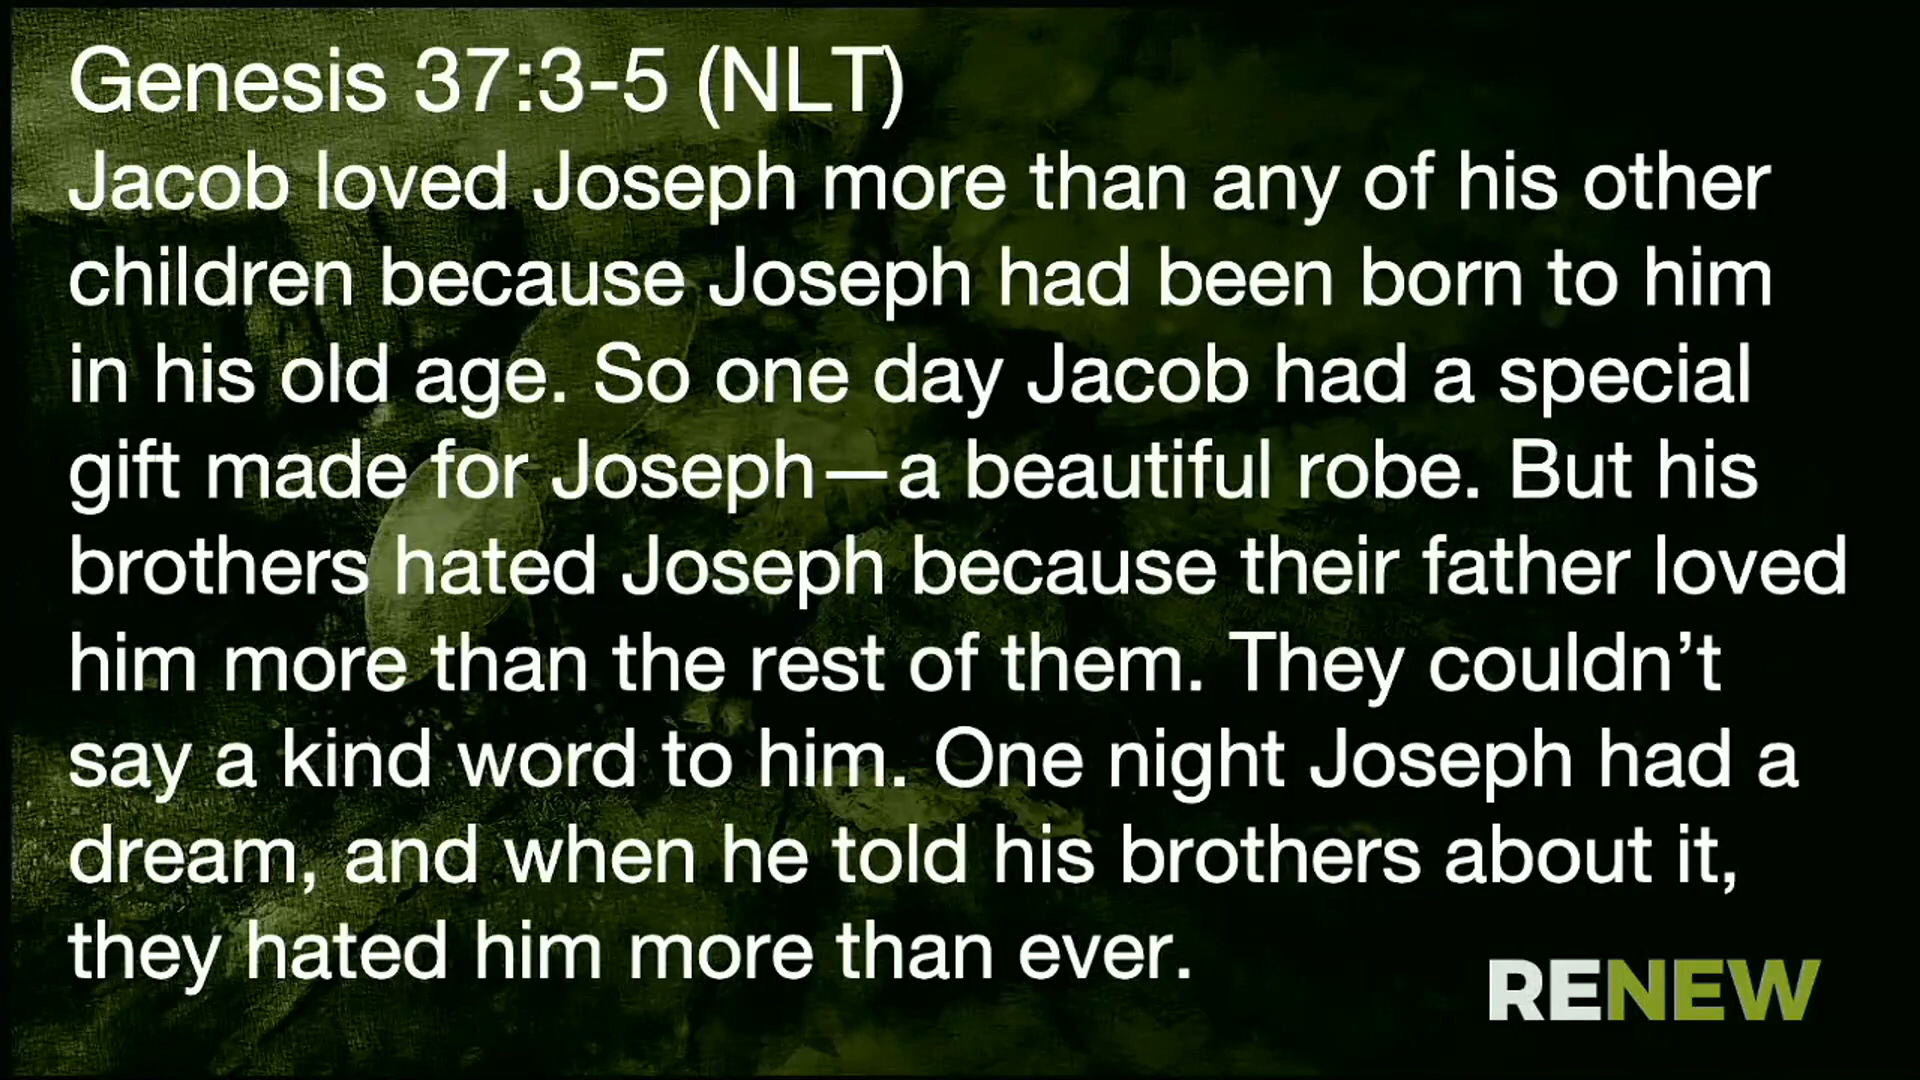 Genesis 37:3-5 (NLT)
Jacob loved Joseph more than any of his other
children because Joseph had been born to him
in his old age. So one day Jacob had a special
gift made for Joseph—a beautiful robe. But his
brothers hated Joseph because their father loved
him more than the rest of them. They couldn’t
say a kind word to him. One night Joseph had a
dream, and when he told his brothers about it,
they hated him more than ever.
RENEW